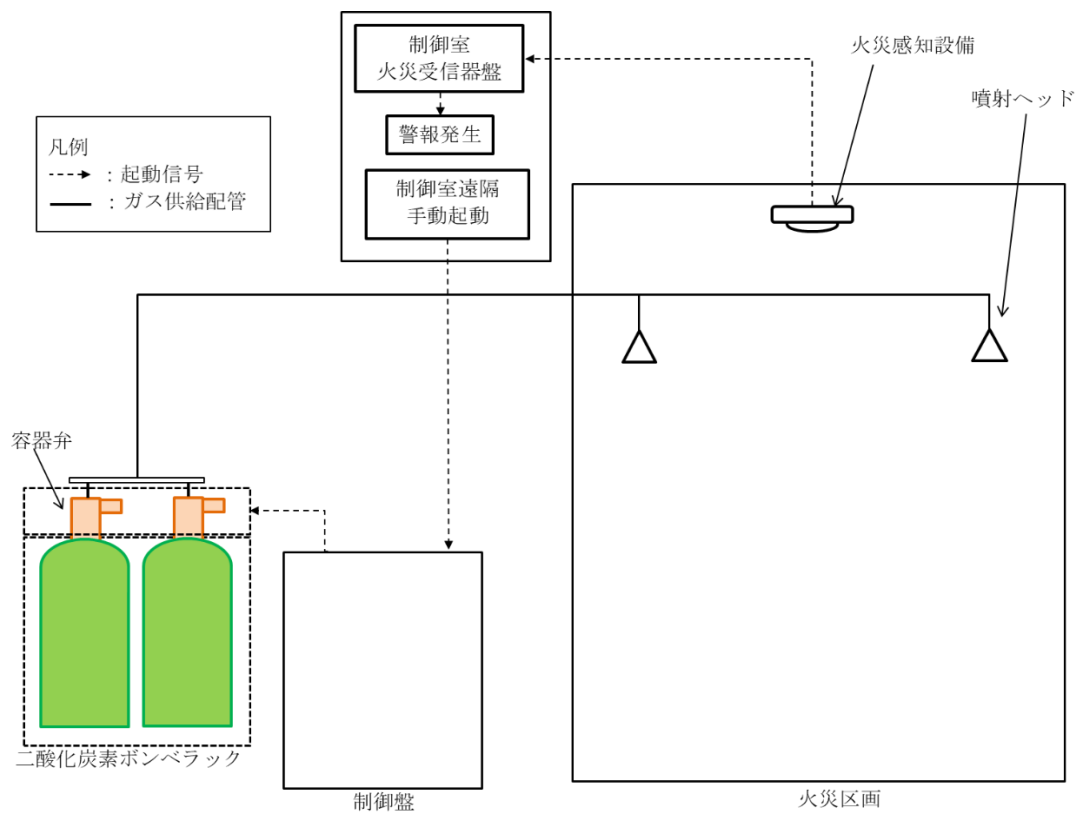 制御室
火災受信器盤
警報発生
制御室遠隔
手動起動
火災感知設備
噴射ヘッド
凡例
：起動信号
：ガス供給配管
容器弁
二酸化炭素ボンベラック
制御盤
火災区画